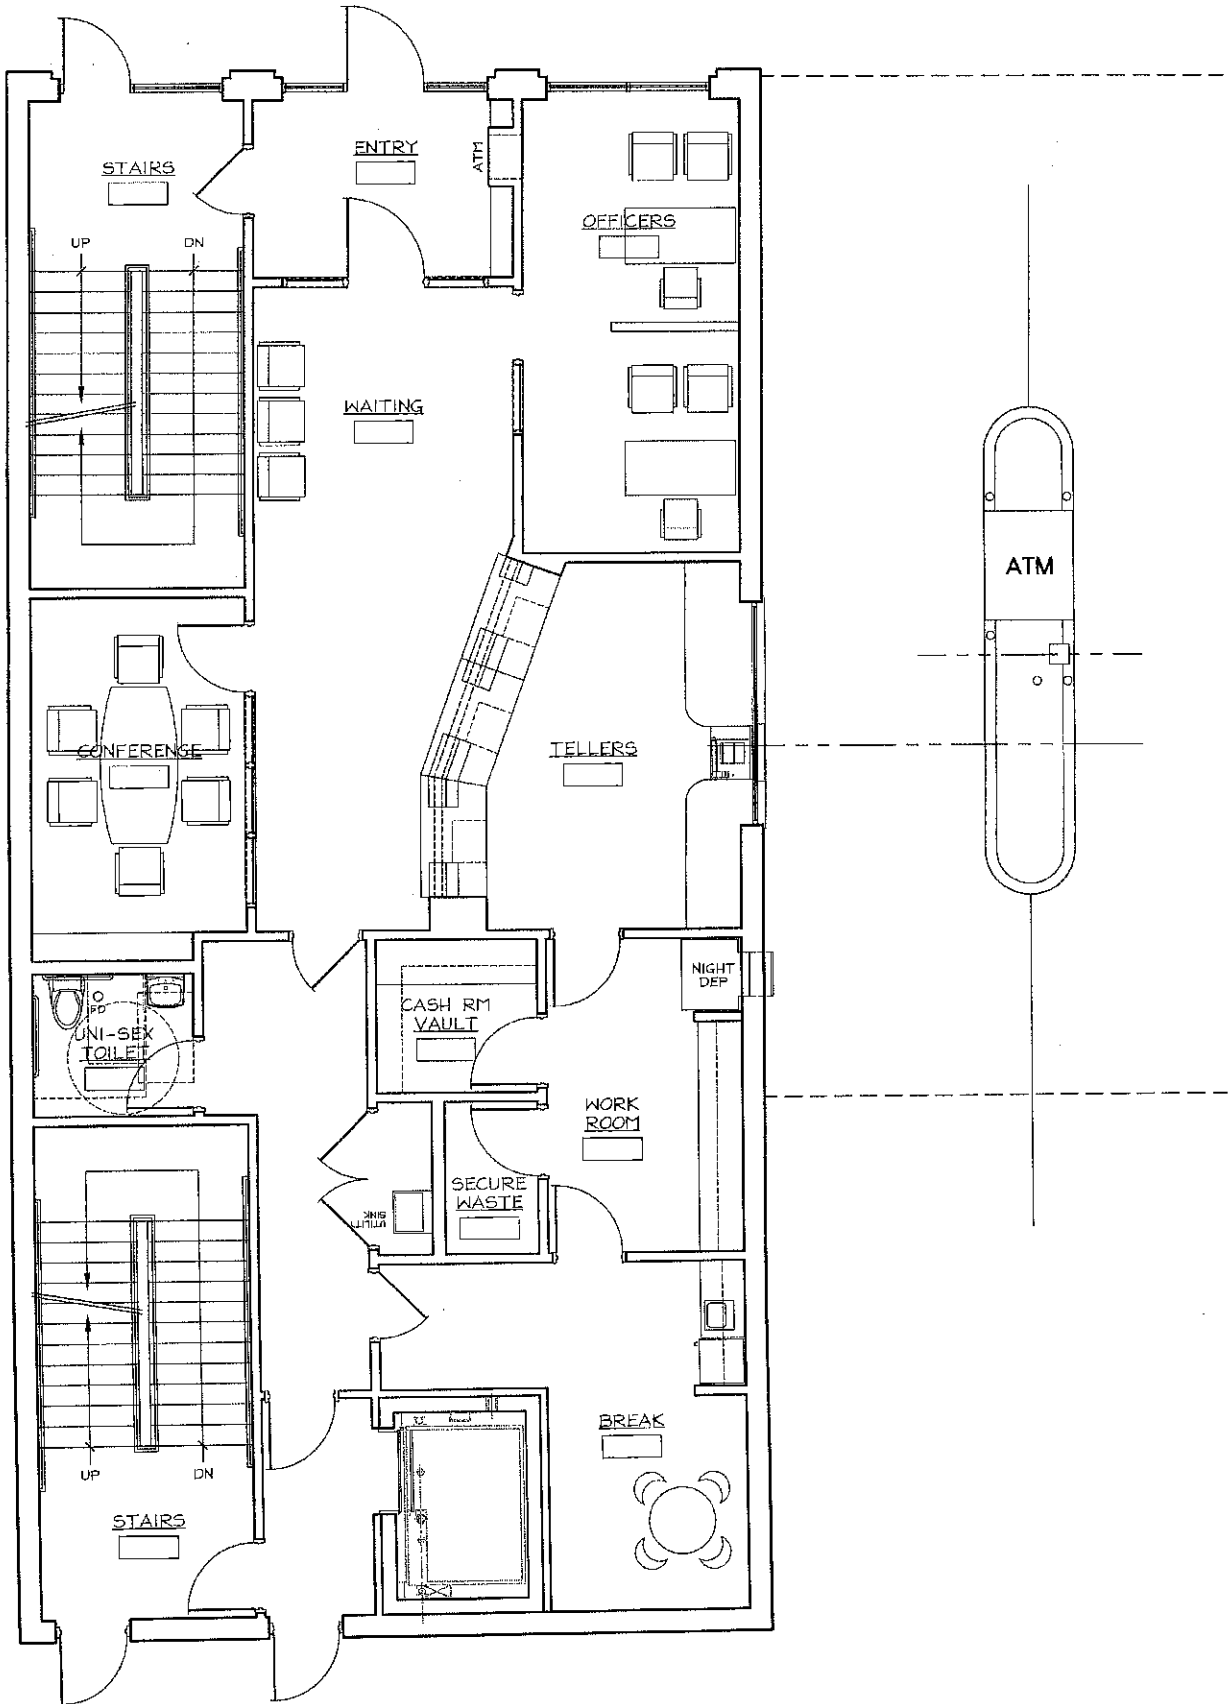 STAIRS
ENTRY
ATM
OFFICERS
UP
DN
WAITING
ATM
CONFERENCE
TELLERS
NIGHT
DEP
CASH RM
VAULT
FD
UNI-SEX
TOILET
WORK
ROOM
SECURE
WASTE
UTILITY
SINK
BREAK
UP
DN
STAIRS